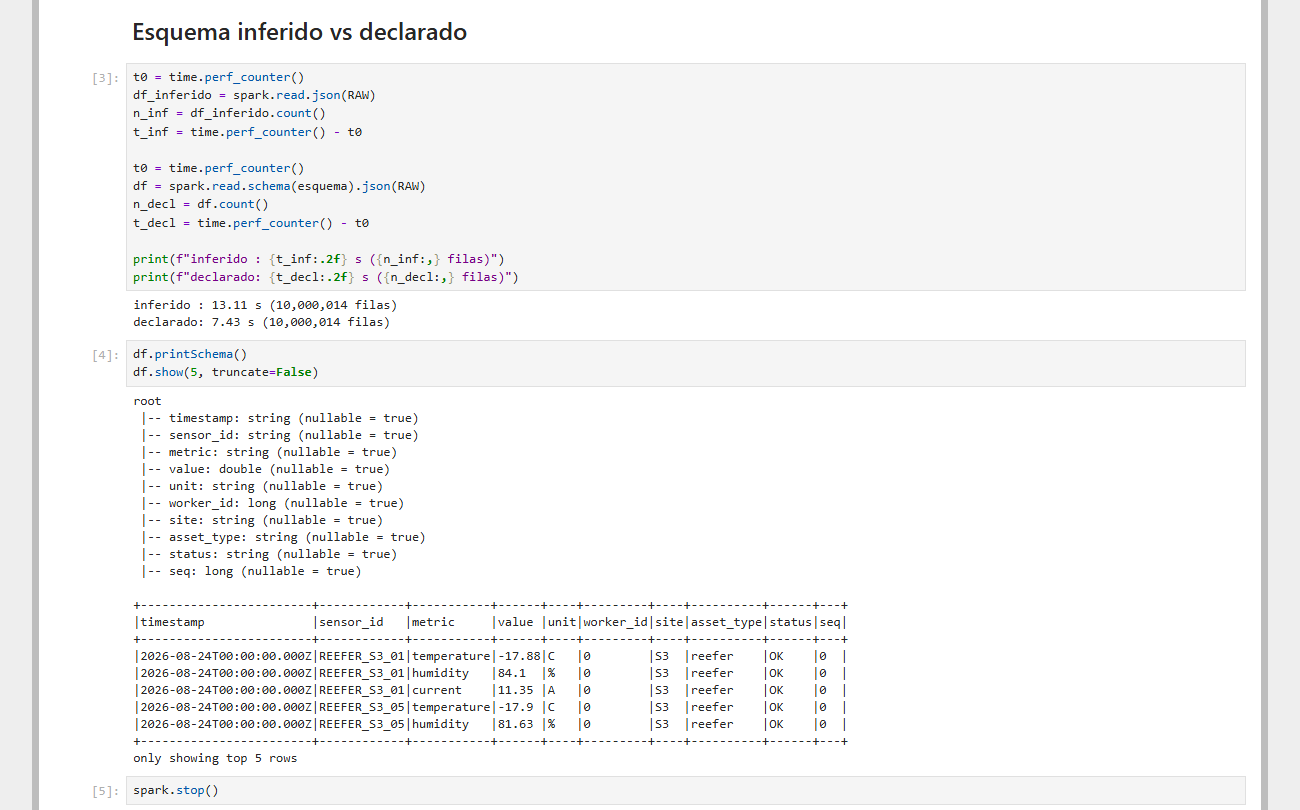 Esquema inferido vs declarado
[3]:
t0 = time.perf_counter()
df_inferido = spark.read.json(RAW)
n_inf = df_inferido.count()
t_inf = time.perf_counter() - t0
t0 = time.perf_counter()
df = spark.read.schema(esquema).json(RAW)
n_decl = df.count()
t_decl = time.perf_counter() - t0
print(f"inferido : {t_inf:.2f} s ({n_inf:,} filas)")
print(f"declarado: {t_decl:.2f} s ({n_decl:,} filas)")
inferido : 13.11 s (10,000,014 filas)
declarado: 7.43 s (10,000,014 filas)
[4]:
df.printSchema()
df.show(5, truncate=False)
root
 |-- timestamp: string (nullable = true)
 |-- sensor_id: string (nullable = true)
 |-- metric: string (nullable = true)
 |-- value: double (nullable = true)
 |-- unit: string (nullable = true)
 |-- worker_id: long (nullable = true)
 |-- site: string (nullable = true)
 |-- asset_type: string (nullable = true)
 |-- status: string (nullable = true)
 |-- seq: long (nullable = true)
+------------------------+------------+-----------+------+----+---------+----+----------+------+---+
|timestamp               |sensor_id   |metric     |value |unit|worker_id|site|asset_type|status|seq|
+------------------------+------------+-----------+------+----+---------+----+----------+------+---+
|2026-08-24T00:00:00.000Z|REEFER_S3_01|temperature|-17.88|C   |0        |S3  |reefer    |OK    |0  |
|2026-08-24T00:00:00.000Z|REEFER_S3_01|humidity   |84.1  |%   |0        |S3  |reefer    |OK    |0  |
|2026-08-24T00:00:00.000Z|REEFER_S3_01|current    |11.35 |A   |0        |S3  |reefer    |OK    |0  |
|2026-08-24T00:00:00.000Z|REEFER_S3_05|temperature|-17.9 |C   |0        |S3  |reefer    |OK    |0  |
|2026-08-24T00:00:00.000Z|REEFER_S3_05|humidity   |81.63 |%   |0        |S3  |reefer    |OK    |0  |
+------------------------+------------+-----------+------+----+---------+----+----------+------+---+
only showing top 5 rows
[5]:
spark.stop()